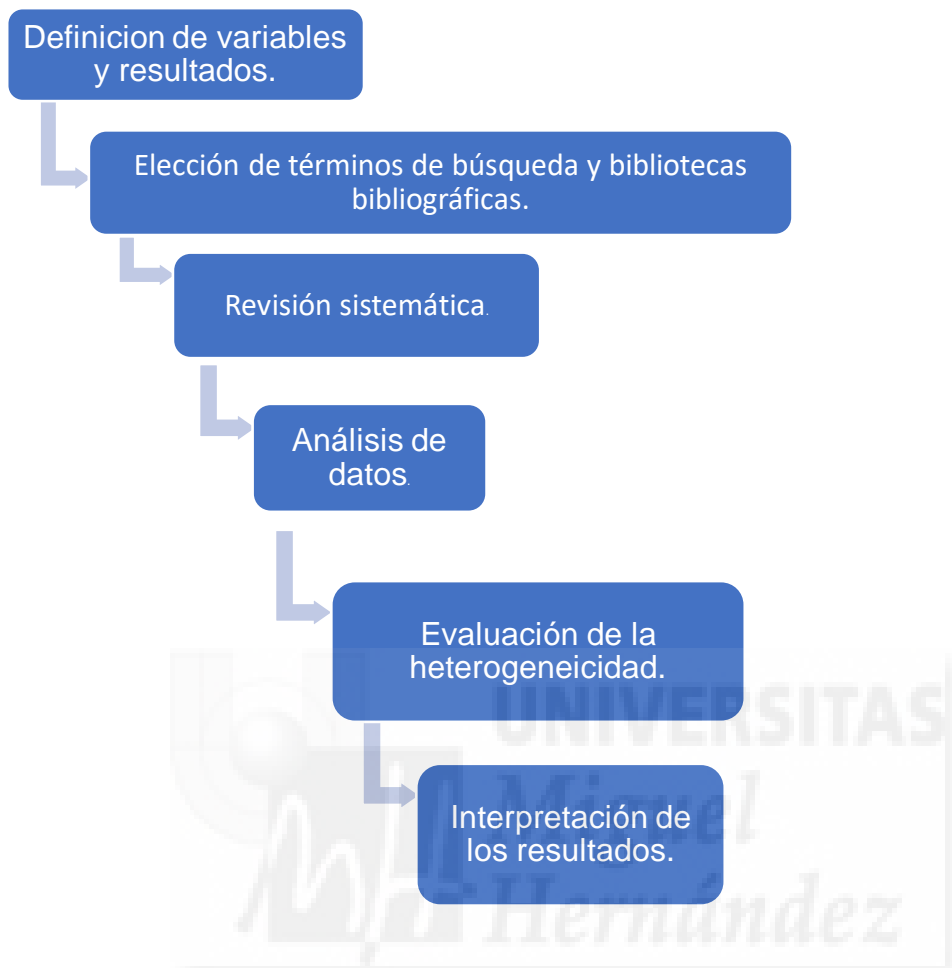 Definicion de variables
y resultados.
Elección de términos de búsqueda y bibliotecas
bibliográficas.
Revisión sistemática.
Análisis de
datos.
Evaluación de la
heterogeneicidad.
UNIVERSITAS
Miguel
Hernández
Interpretación de
los resultados.